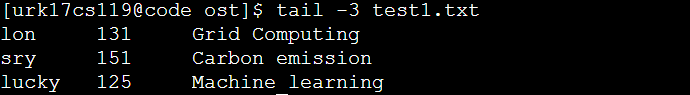 [urk17cs119@code ost]$ tail -3 test1.txt
lon 131 Grid Computing
sry 151 Carbon emission
lucky 125 Machine learning